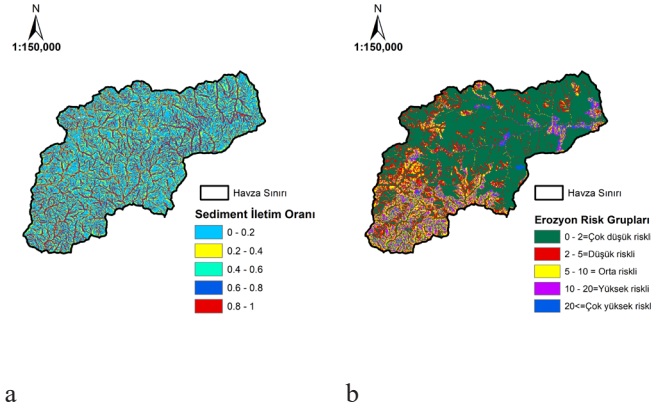 N
1:150,000
Havza Sınırı
Sediment İletim Oranı
0 - 0.2
0.2 - 0.4
0.4 - 0.6
0.6 - 0.8
0.8 - 1
a
N
1:150,000
Havza Sınırı
Erozyon Risk Grupları
0 - 2=Çok düşük riskli
2 - 5=Düşük riskli
5 - 10 = Orta riskli
10 - 20=Yüksek riskli
20<=Çok yüksek riskl
b